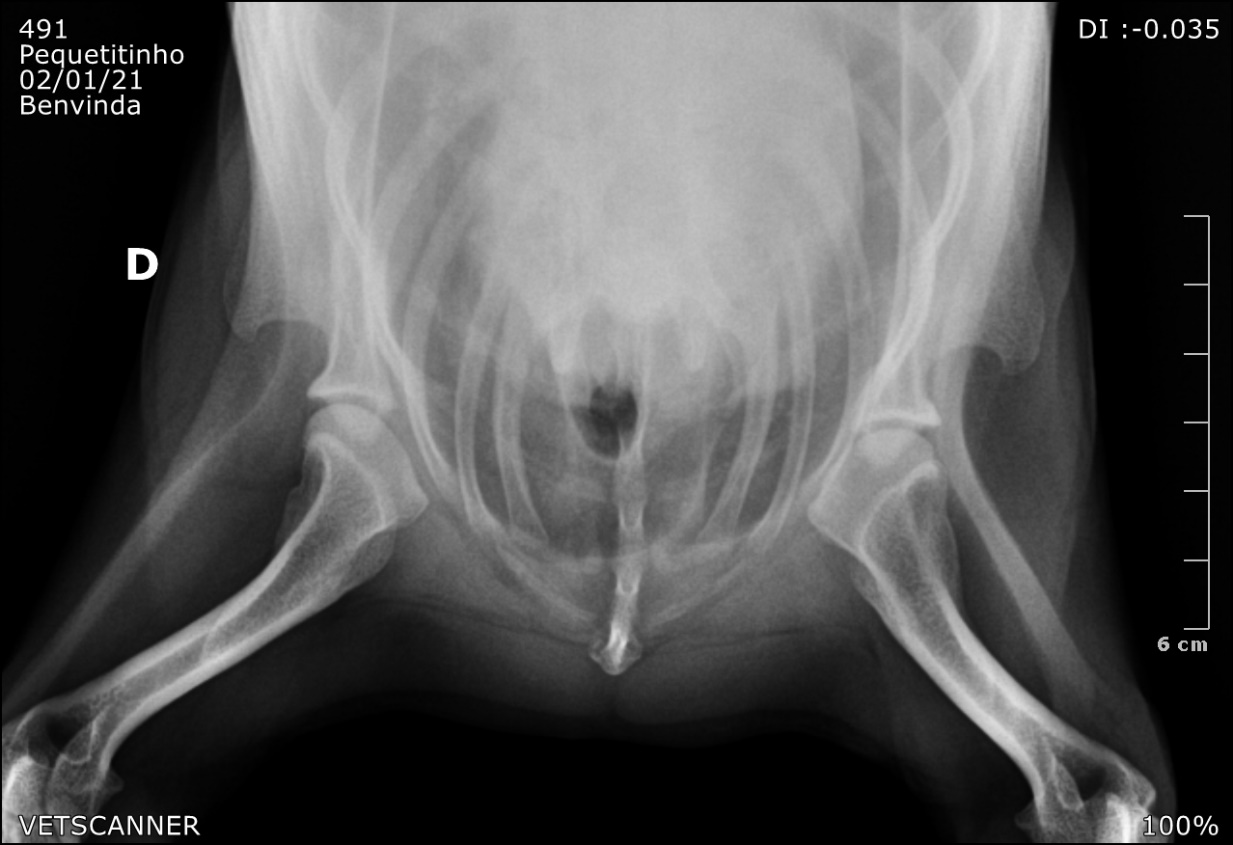 491
Pequetitinho
02/01/21
Benvinda
DI :-0.035
D
6 cm
VETSCANNER
100%